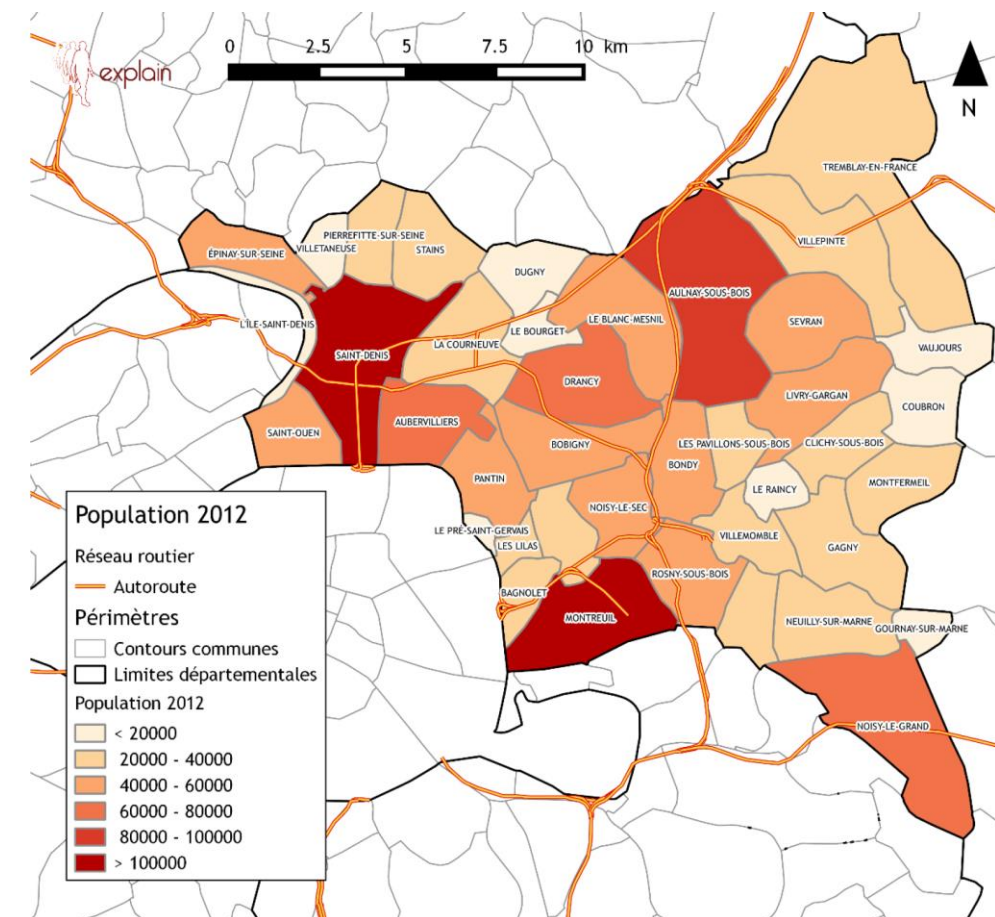 explain
0 2.5 5 7.5 10 km
N
TREMBLAY-EN-FRANCE
VILLEPINTE
PIERREFITTE-SUR-SEINE
VILLETANEUSE
STAINS
ÉPINAY-SUR-SEINE
DUGNY
AULNAY-SOUS-BOIS
L'ÎLE-SAINT-DENIS
LE BLANC-MESNIL
SEVRAN
LE BOURGET
LA COURNEUVE
VAUJOURS
SAINT-DENIS
DRANCY
LIVRY-GARGAN
COUBRON
AUBERVILLIERS
SAINT-OUEN
BOBIGNY
LES PAVILLONS-SOUS-BOIS
CLICHY-SOUS-BOIS
BONDY
PANTIN
MONTFERMEIL
LE RAINCY
NOISY-LE-SEC
LE PRÉ-SAINT-GERVAIS
VILLEMOMBLE
LES LILAS
GAGNY
ROSNY-SOUS-BOIS
BAGNOLET
MONTREUIL
NEUILLY-SUR-MARNE
GOURNAY-SUR-MARNE
NOISY-LE-GRAND
Population 2012
Réseau routier
Autoroute
Périmètres
Contours communes
Limites départementales
Population 2012
< 20000
20000 - 40000
40000 - 60000
60000 - 80000
80000 - 100000
> 100000